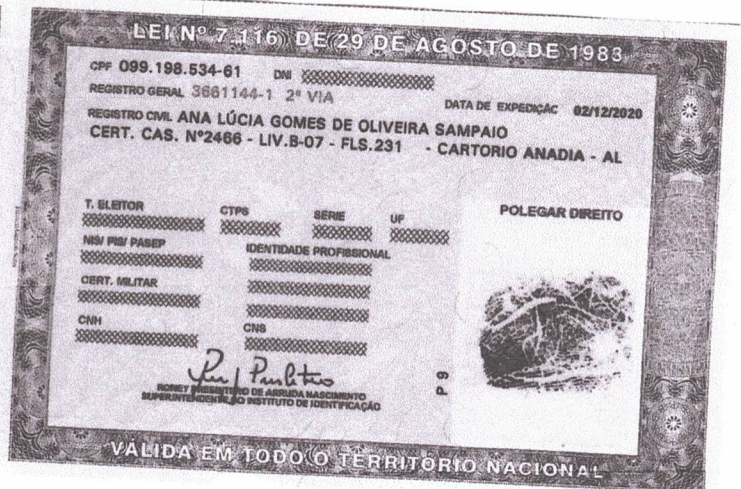 LEI Nº 7.116 DE 29 DE AGOSTO DE 1983
CPF 099.198.534-61 DNI
REGISTRO GERAL 3661144-1 2ª VIA DATA DE EXPEDIÇÃO 02/12/2020
REGISTRO CIVIL ANA LÚCIA GOMES DE OLIVEIRA SAMPAIO
CERT. CAS. Nº2466 - LIV.B-07 - FLS.231 - CARTORIO ANADIA - AL
T. ELEITOR CTPS SERIE UF POLEGAR DIREITO
NIS/ PIS/ PASEP IDENTIDADE PROFISSIONAL
CERT. MILITAR
CNH CNS
P 9
RONEY DE ARRUDA NASCIMENTO
SUPERINTENDENTE DO INSTITUTO DE IDENTIFICAÇÃO
VÁLIDA EM TODO O TERRITÓRIO NACIONAL